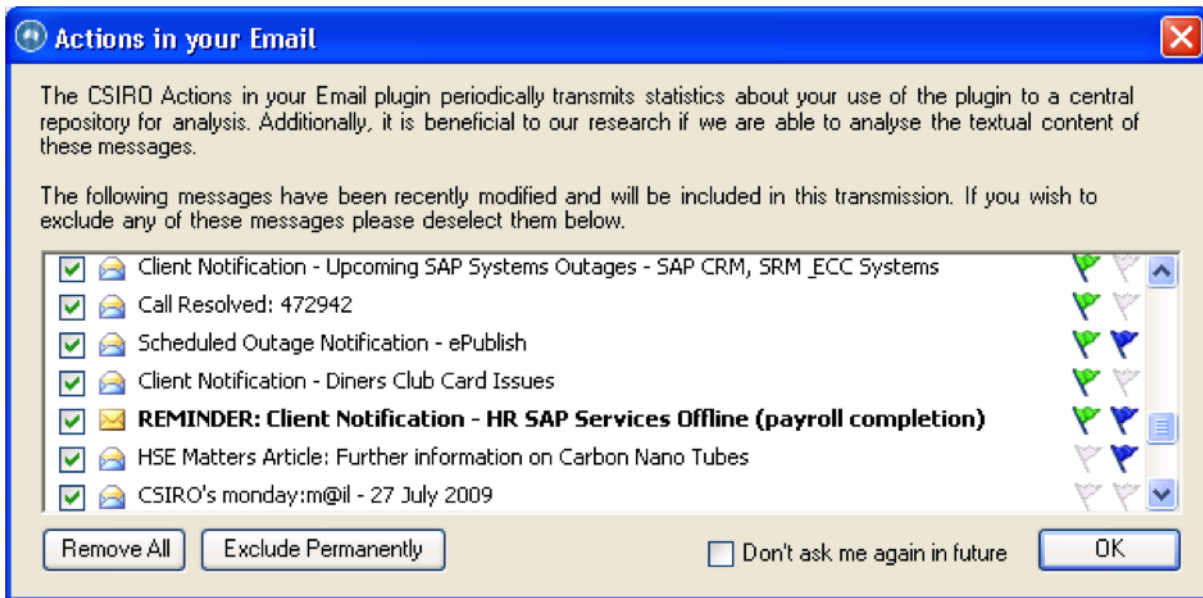 Actions in your Email
The CSIRO Actions in your Email plugin periodically transmits statistics about your use of the plugin to a central
repository for analysis. Additionally, it is beneficial to our research if we are able to analyse the textual content of
these messages.
The following messages have been recently modified and will be included in this transmission. If you wish to
exclude any of these messages please deselect them below.
Client Notification - Upcoming SAP Systems Outages - SAP CRM, SRM _ECC Systems
Call Resolved: 472942
Scheduled Outage Notification - ePublish
Client Notification - Diners Club Card Issues
REMINDER: Client Notification - HR SAP Services Offline (payroll completion)
HSE Matters Article: Further information on Carbon Nano Tubes
CSIRO's monday:m@il - 27 July 2009
Remove All
Exclude Permanently
Don't ask me again in future
OK